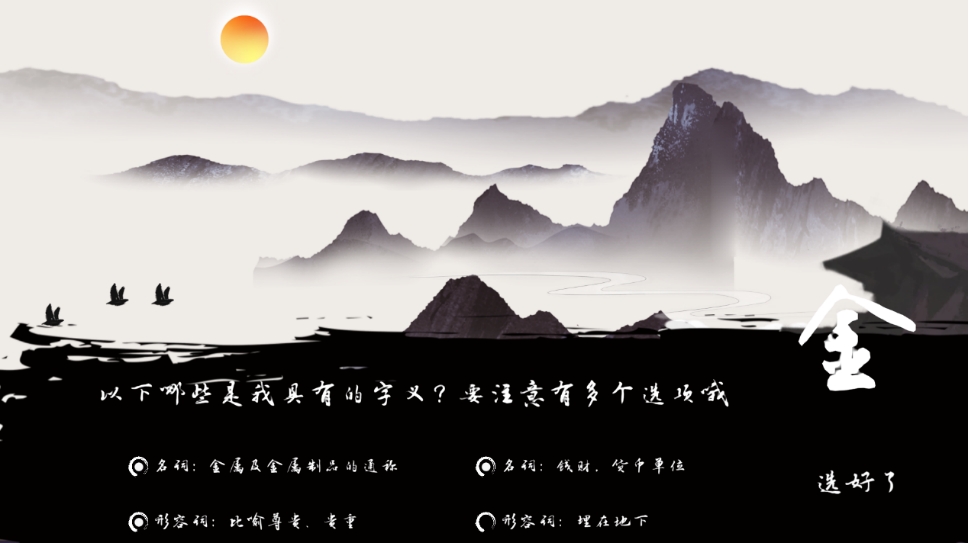 金
以下哪些是我具有的字义?要注意有多个选项哦
名词:金属及金属制品的通称
名词:钱财、货币单位
形容词:比喻尊贵、贵重
形容词:埋在地下
选好了